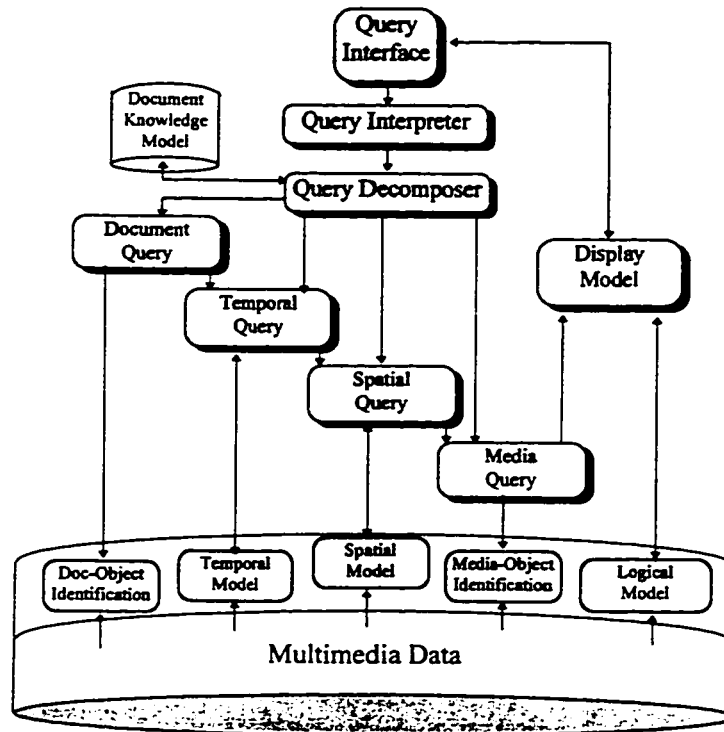 Query
Interface
Document
Knowledge
Model
Query Interpreter
Query Decomposer
Document
Query
Display
Model
Temporal
Query
Spatial
Query
Media
Query
Doc-Object
Identification
Temporal
Model
Spatial
Model
Media-Object
Identification
Logical
Model
Multimedia Data